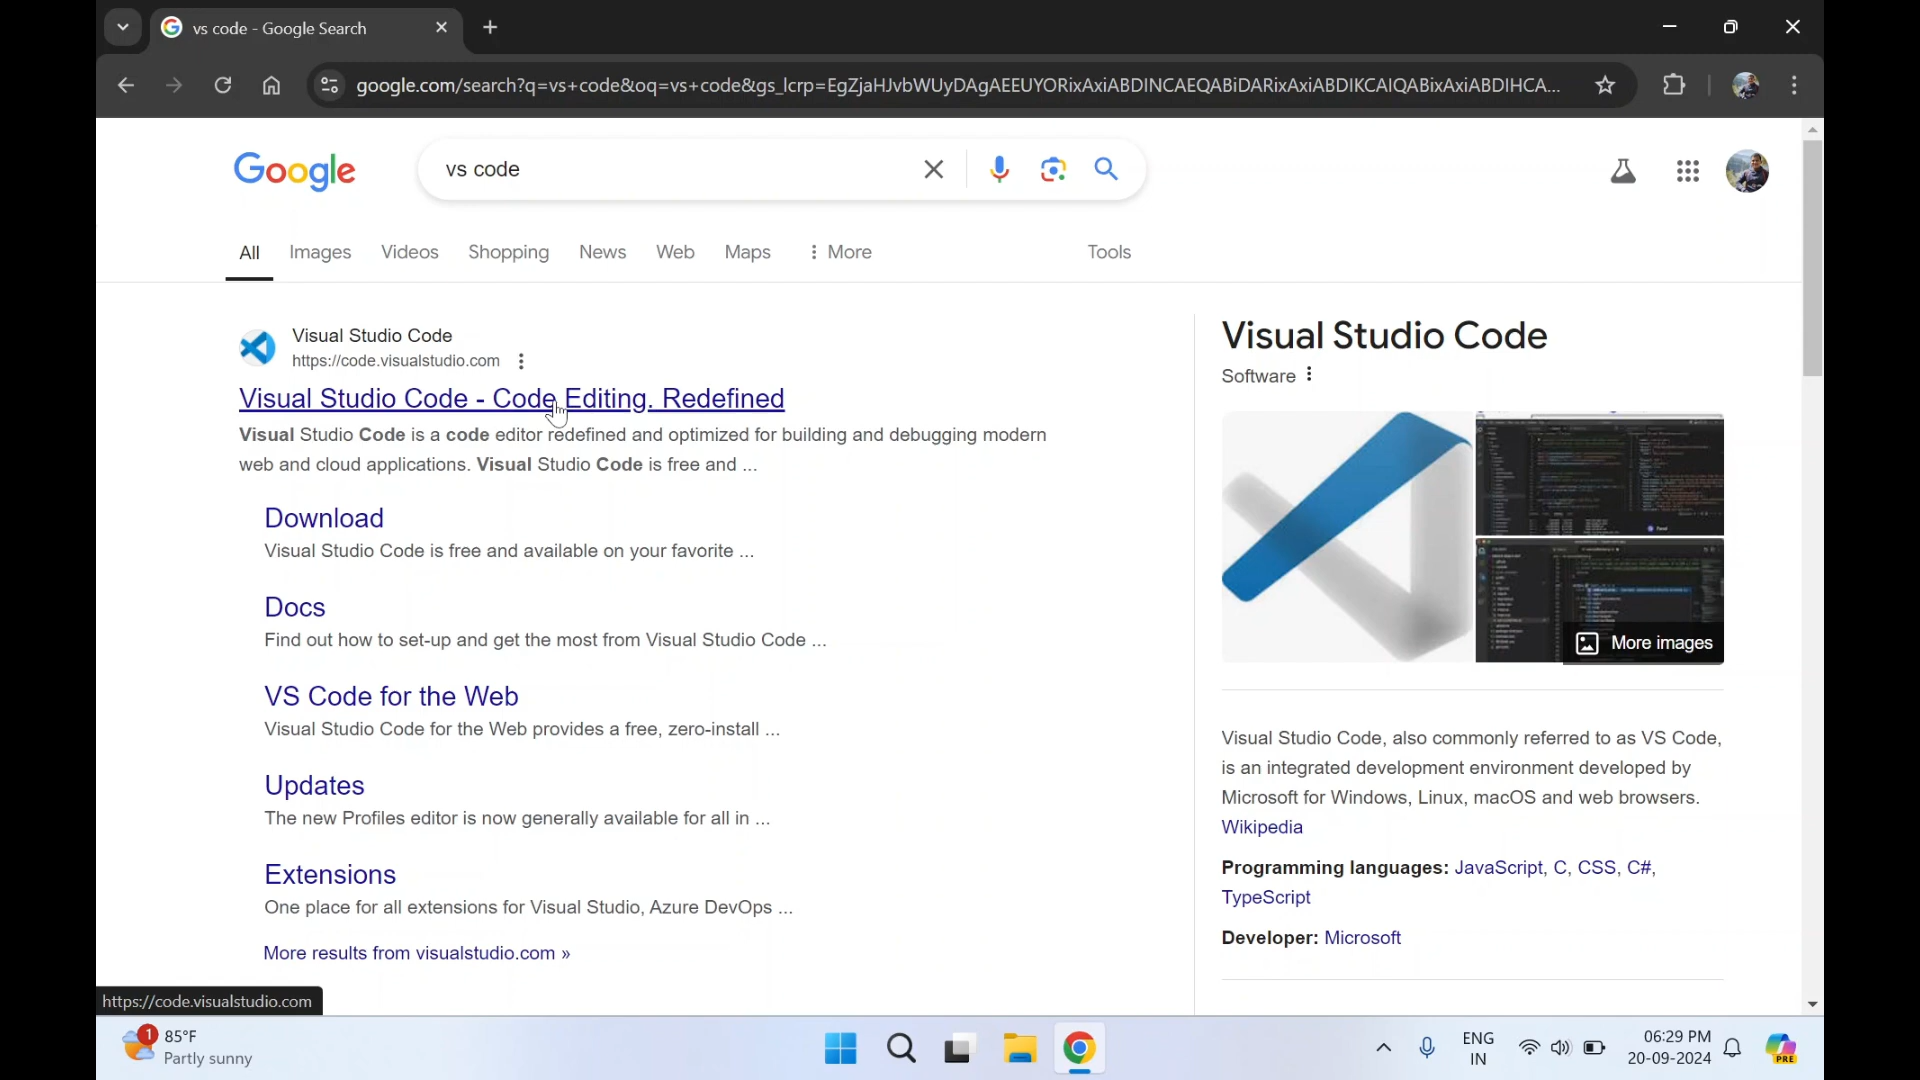 vs code - Google Search
google.com/search?q=vs+code&oq=vs+code&gs_lcrp=EgZjaHJvbWUyDAgAEEUYORixAxiABDINCAEQABiDARixAxiABDIKCAIQABixAxiABDIHCA...
Google
vs code
All Images Videos Shopping News Web Maps More Tools
Visual Studio Code
https://code.visualstudio.com
Visual Studio Code - Code Editing. Redefined
Visual Studio Code is a code editor redefined and optimized for building and debugging modern
web and cloud applications. Visual Studio Code is free and ...
Download
Visual Studio Code is free and available on your favorite ...
Docs
Find out how to set-up and get the most from Visual Studio Code ...
VS Code for the Web
Visual Studio Code for the Web provides a free, zero-install ...
Updates
The new Profiles editor is now generally available for all in ...
Extensions
One place for all extensions for Visual Studio, Azure DevOps ...
More results from visualstudio.com »
Visual Studio Code
Software
More images
Visual Studio Code, also commonly referred to as VS Code,
is an integrated development environment developed by
Microsoft for Windows, Linux, macOS and web browsers.
Wikipedia
Programming languages: JavaScript, C, CSS, C#,
TypeScript
Developer: Microsoft
https://code.visualstudio.com
1
85°F
Partly sunny
ENG
IN
06:29 PM
20-09-2024
PRE